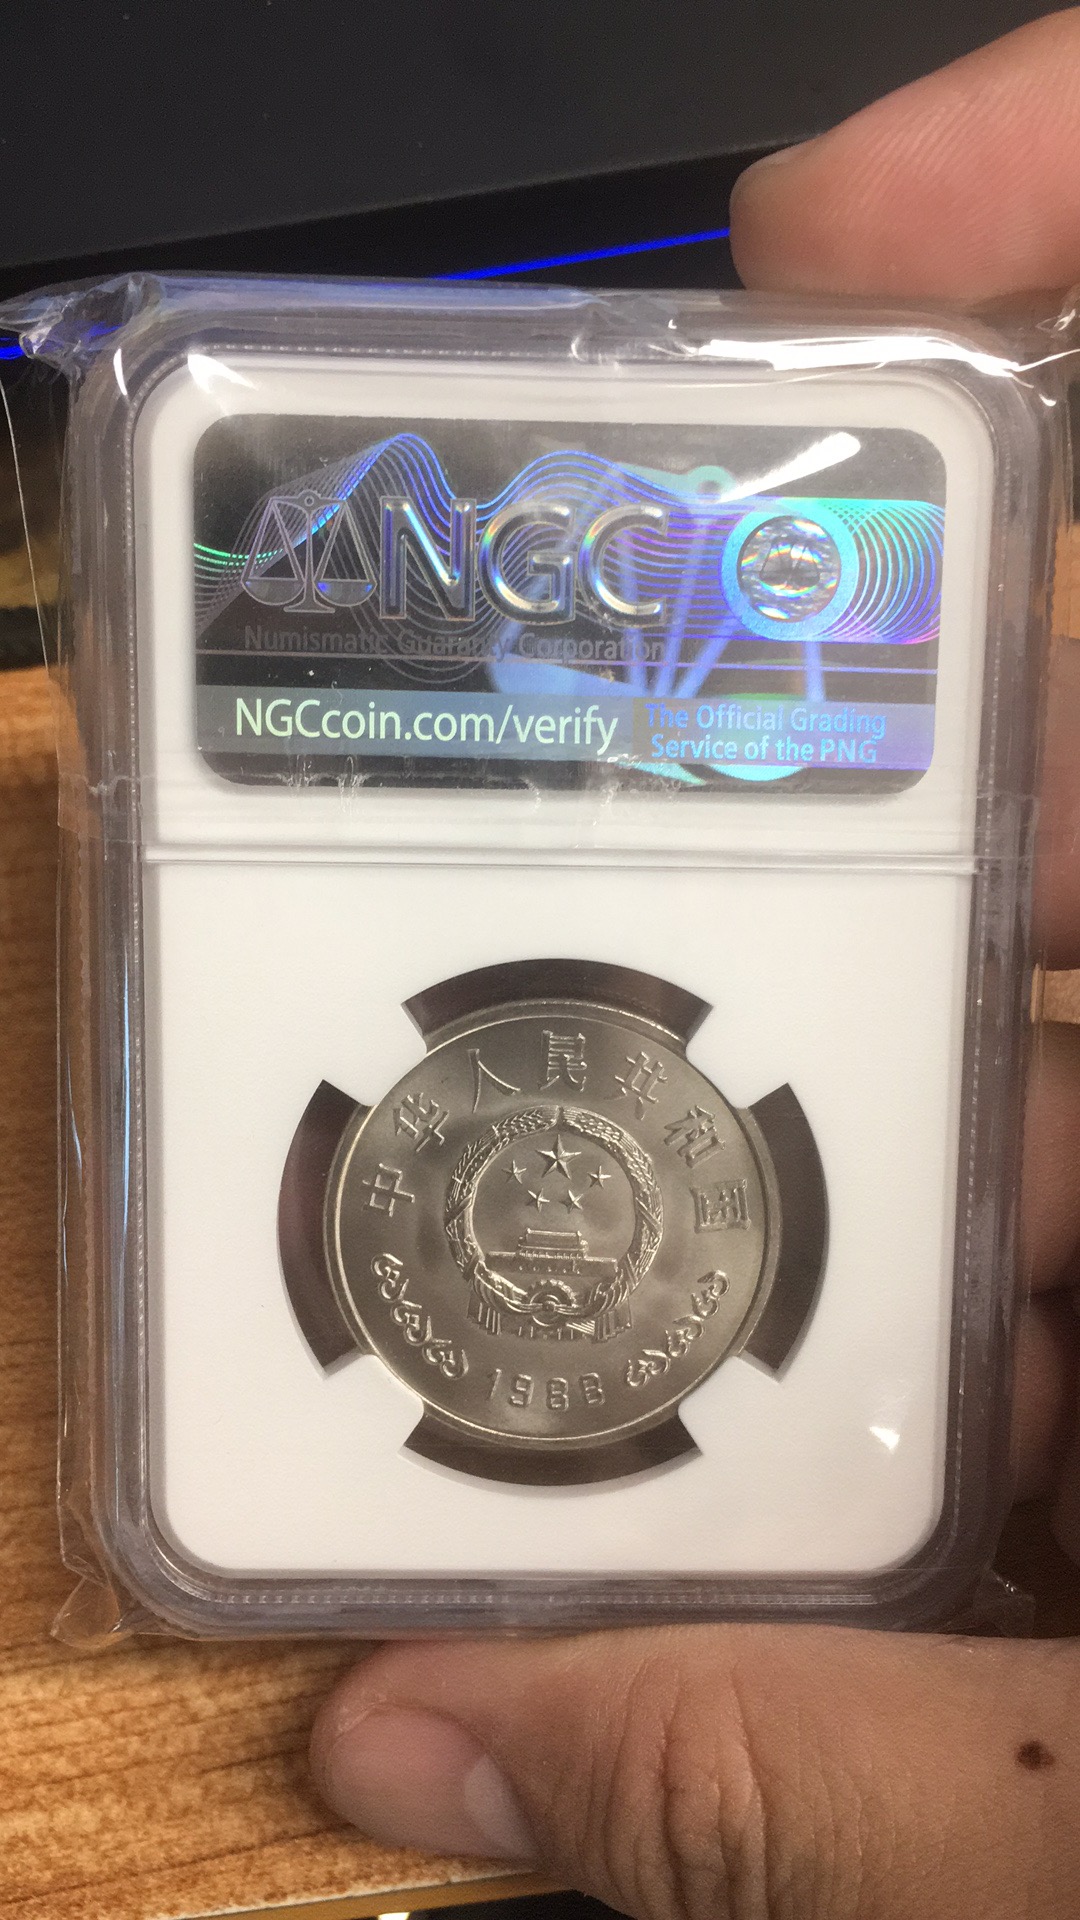 NGC
Numismatic Guaranty Corporation
NGCcoin.com/verify
The Official Grading
Service of the PNG
中华人民共和国
1988